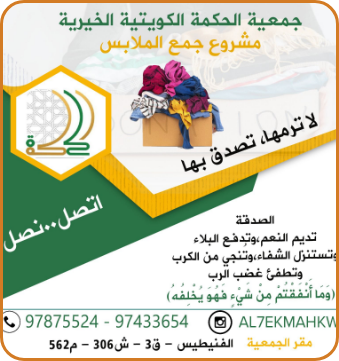 جمعية الحكمة الكويتية الخيرية
مشروع جمع الملابس
لا ترمها، تصدق بها
اتصل..نصل
الصدقة
تديم النعم،وتدفع البلاء
وتستنزل الشفاء،وتنجي من الكرب
وتطفئ غضب الرب
(وَمَا أَنْفَقْتُمْ مِنْ شَيْءٍ فَهُوَ يُخْلِفُهُ)
97875524 - 97433654
AL7EKMAHKW
مقر الجمعية الفنيطيس - ق3 - ش306 - م562